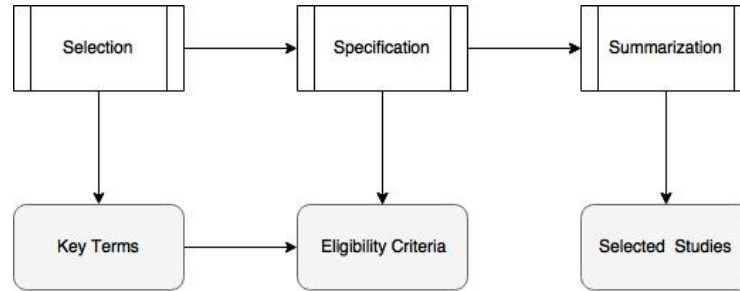 Selection
Specification
Summarization
Key Terms
Eligibility Criteria
Selected Studies